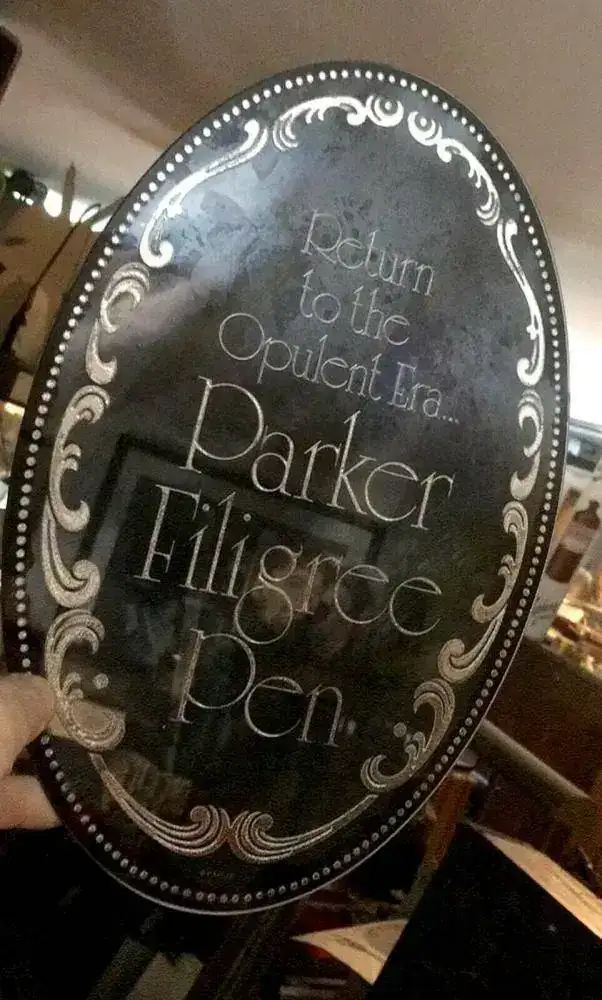 Return
to the
Opulent Era...
Parker
Filigree
Pen